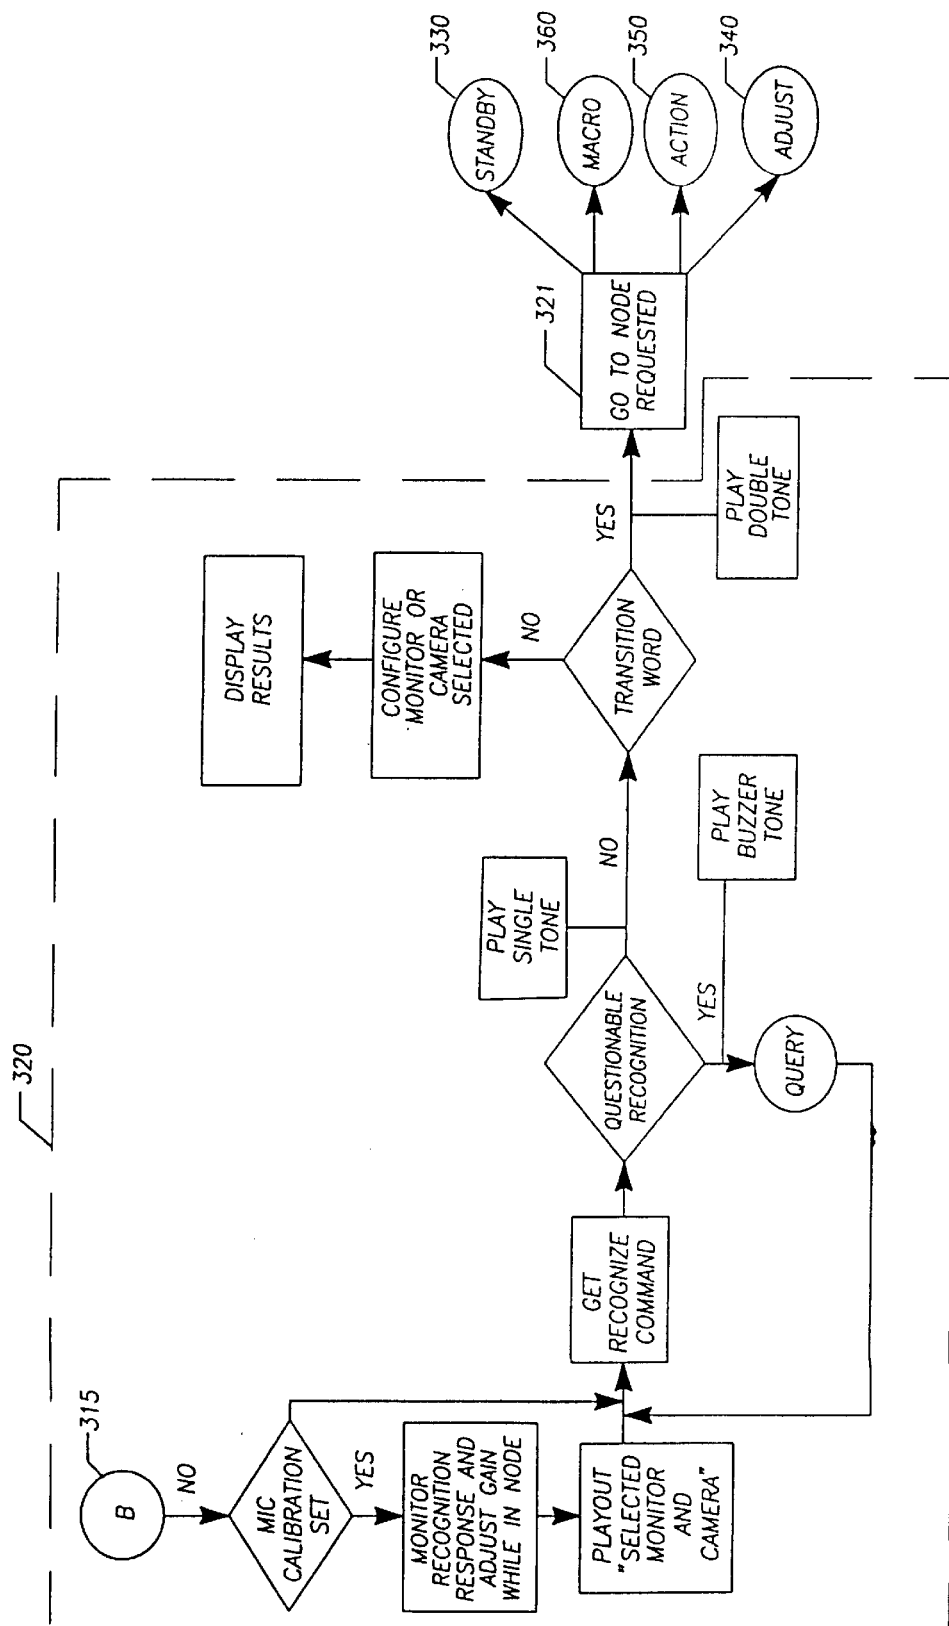 320
315
B
NO
MIC
CALIBRATION
SET
YES
MONITOR
RECOGNITION
RESPONSE AND
ADJUST GAIN
WHILE IN NODE
PLAYOUT
"SELECTED
MONITOR
AND
CAMERA"
GET
RECOGNIZE
COMMAND
QUESTIONABLE
RECOGNITION
YES
QUERY
PLAY
BUZZER
TONE
PLAY
SINGLE
TONE
NO
TRANSITION
WORD
NO
CONFIGURE
MONITOR OR
CAMERA
SELECTED
DISPLAY
RESULTS
YES
PLAY
DOUBLE
TONE
321
GO TO NODE
REQUESTED
STANDBY
330
MACRO
360
ACTION
350
ADJUST
340